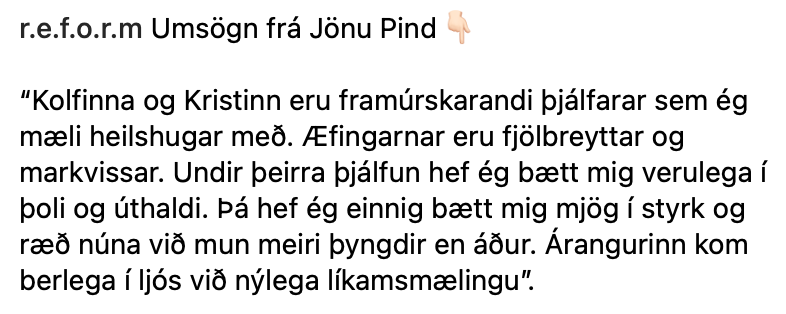 r.e.f.o.r.m Umsögn frá Jönu Pind 👇🏻
“Kolfinna og Kristinn eru framúrskarandi þjálfarar sem ég
mæli heilshugar með. Æfingarnar eru fjölbreyttar og
markvissar. Undir þeirra þjálfun hef ég bætt mig verulega í
þoli og úthaldi. Þá hef ég einnig bætt mig mjög í styrk og
ræð núna við mun meiri þyngdir en áður. Árangurinn kom
berlega í ljós við nýlega líkamsmælingu”.